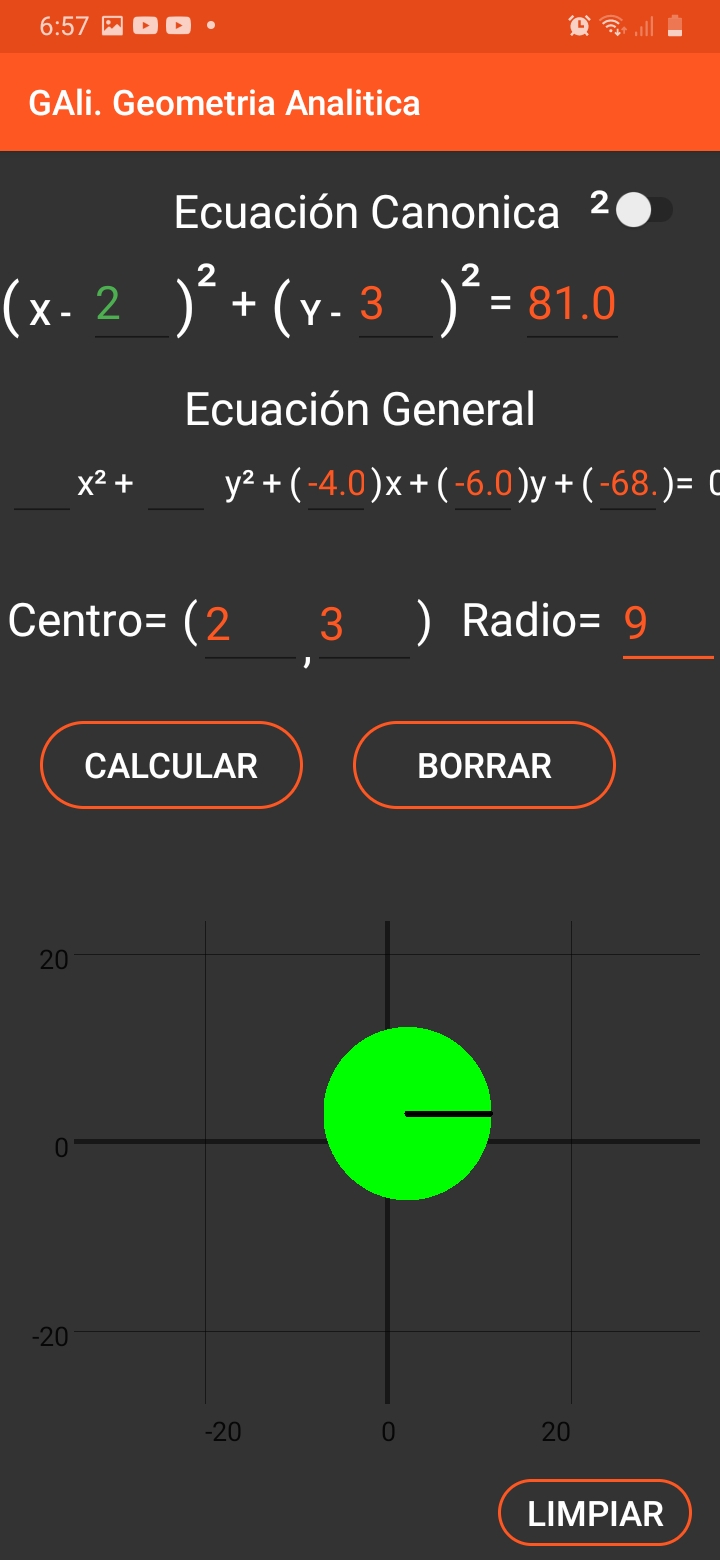 6:57
GAli. Geometria Analitica
Ecuación Canonica 2
(X - 2 )² + (Y - 3 )² = 81.0
Ecuación General
x² + y² + (-4.0)x + (-6.0)y + (-68.)= 0
Centro= (2 , 3 ) Radio= 9
CALCULAR BORRAR
20
0
-20
-20 0 20
LIMPIAR